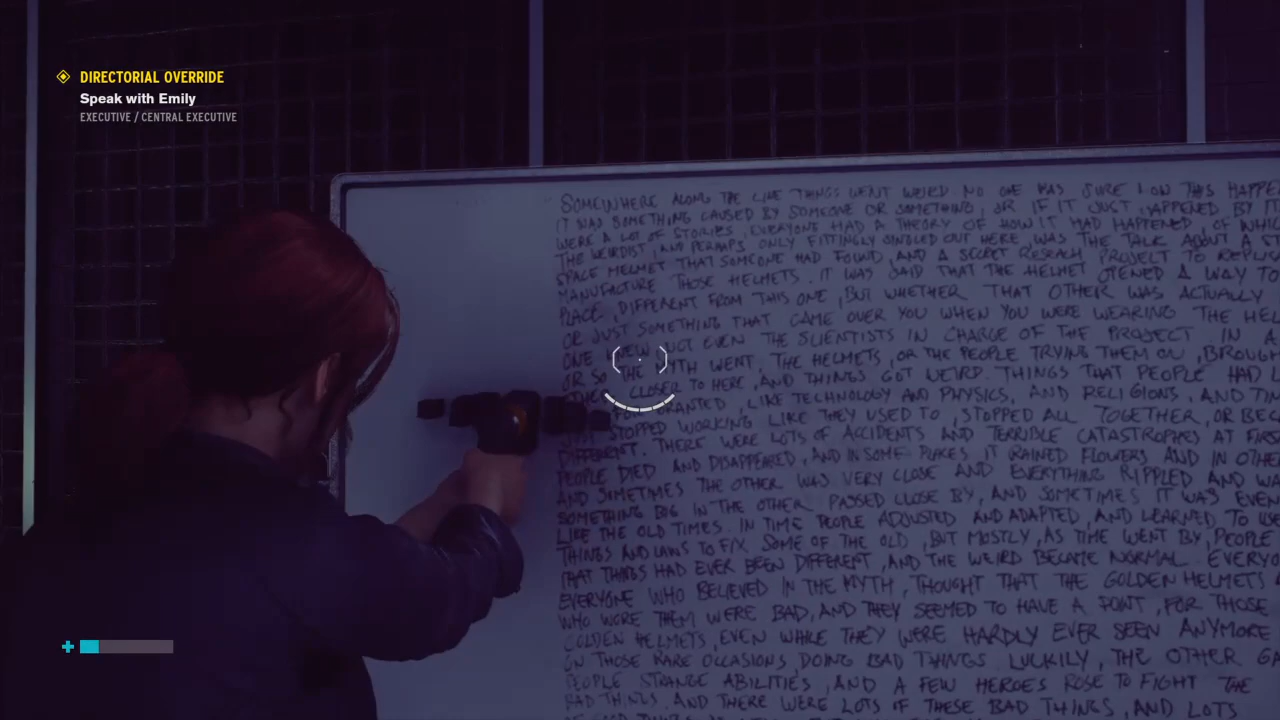 DIRECTORIAL OVERRIDE
Speak with Emily
EXECUTIVE / CENTRAL EXECUTIVE
SOMEWHERE ALONG THE LINE THINGS WENT WEIRD NO ONE WAS SURE HOW THIS
IT WAS SOMETHING CAUSED BY SOMEONE OR SOMETHING, OR IF IT JUST HAPPENED BY
WERE A LOT OF STORIES, EVERYONE HAD A THEORY OF HOW IT HAD HAPPENED, OF
THE WEIRDIST, AND PERHAPS ONLY FITTINGLY SINGLED OUT HERE, WAS THE TALK ABOUT A
SPACE HELMET THAT SOMEONE HAD FOUND, AND A SECRET RESEACH PROJECT TO
MANUFACTURE THOSE HELMETS. IT WAS SAID THAT THE HELMET OPENED A WAY TO
PLACE, DIFFERENT FROM THIS ONE, BUT WHETHER THAT OTHER WAS ACTUALLY
OR JUST SOMETHING THAT CAME OVER YOU WHEN YOU WERE WEARING THE
ONE KNEW NOT EVEN THE SCIENTISTS IN CHARGE OF THE PROJECT. IN
OR SO THE MYTH WENT, THE HELMETS, OR THE PEOPLE TRYING THEM ON,
CLOSER TO HERE, AND THINGS GOT WEIRD. THINGS THAT PEOPLE HAD
FOR GRANTED, LIKE TECHNOLOGY AND PHYSICS, AND RELIGIONS, AND
JUST STOPPED WORKING LIKE THEY USED TO, STOPPED ALL TOGETHER, OR
DIFFERENT. THERE WERE LOTS OF ACCIDENTS AND TERRIBLE CATASTROPHES AT
PEOPLE DIED AND DISAPPEARED, AND IN SOME PLACES IT RAINED FLOWERS AND IN
AND SOMETIMES THE OTHER WAS VERY CLOSE AND EVERYTHING RIPPLED AND
SOMETHING BIG IN THE OTHER PASSED CLOSE BY, AND SOMETIMES IT WAS
LIKE THE OLD TIMES. IN TIME PEOPLE ADJUSTED AND ADAPTED, AND LEARNED TO
THINGS AND LAWS TO FIX SOME OF THE OLD, BUT MOSTLY, AS TIME WENT BY, PEOPLE
THAT THINGS HAD EVER BEEN DIFFERENT, AND THE WEIRD BECAME NORMAL.
EVERYONE WHO BELIEVED IN THE MYTH, THOUGHT THAT THE GOLDEN HELMETS
WHO WORE THEM WERE BAD, AND THEY SEEMED TO HAVE A POINT, FOR THOSE
GOLDEN HELMETS, EVEN WHILE THEY WERE HARDLY EVER SEEN ANYMORE
ON THOSE RARE OCCASIONS, DOING BAD THINGS LUCKILY, THE OTHER
PEOPLE STRANGE ABILITIES, AND A FEW HEROES ROSE TO FIGHT THE
BAD THINGS. AND THERE WERE LOTS IF THESE BAD THINGS, AND LOTS